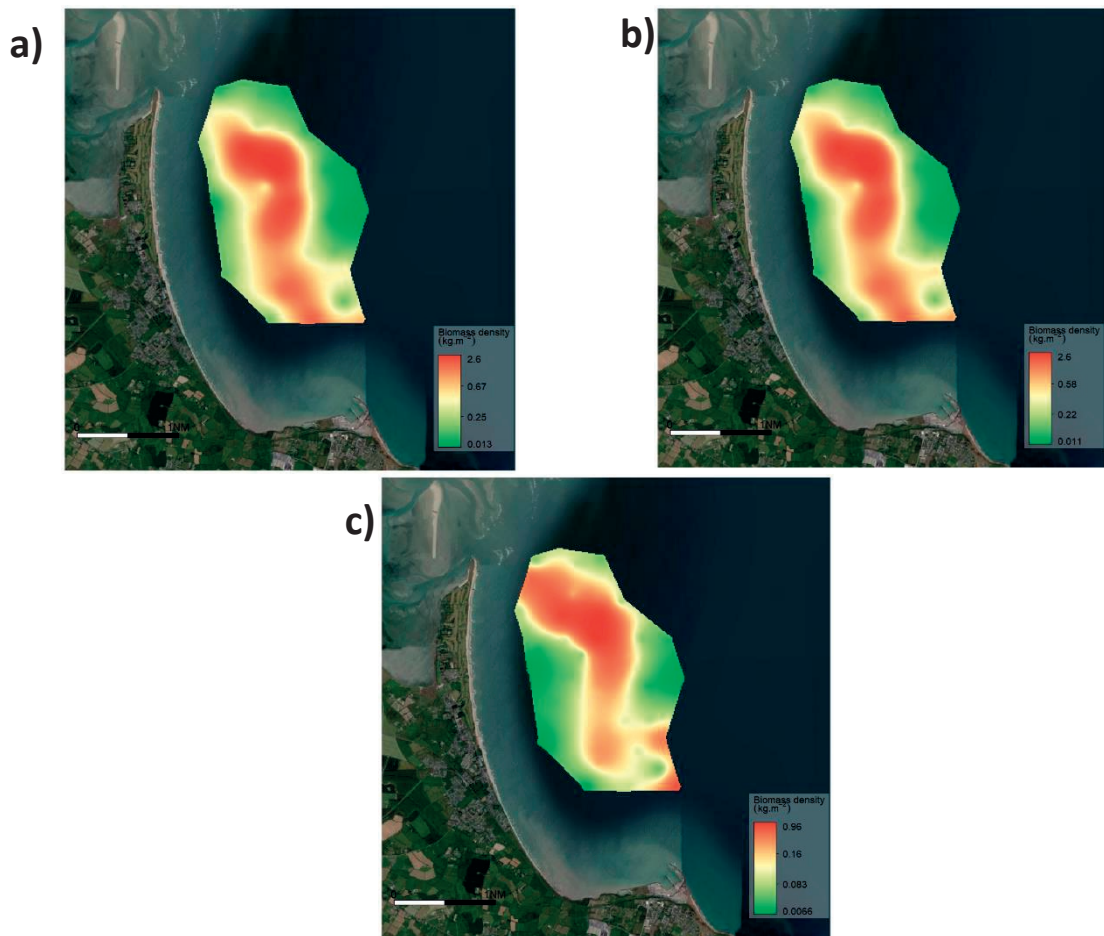 a)
Biomass density
(kg.m⁻²)
2.6
0.67
0.25
0.013
0
1NM
b)
Biomass density
(kg.m⁻²)
2.6
0.58
0.22
0.011
0
1NM
c)
Biomass density
(kg.m⁻²)
0.96
0.16
0.083
0.0066
0
1NM